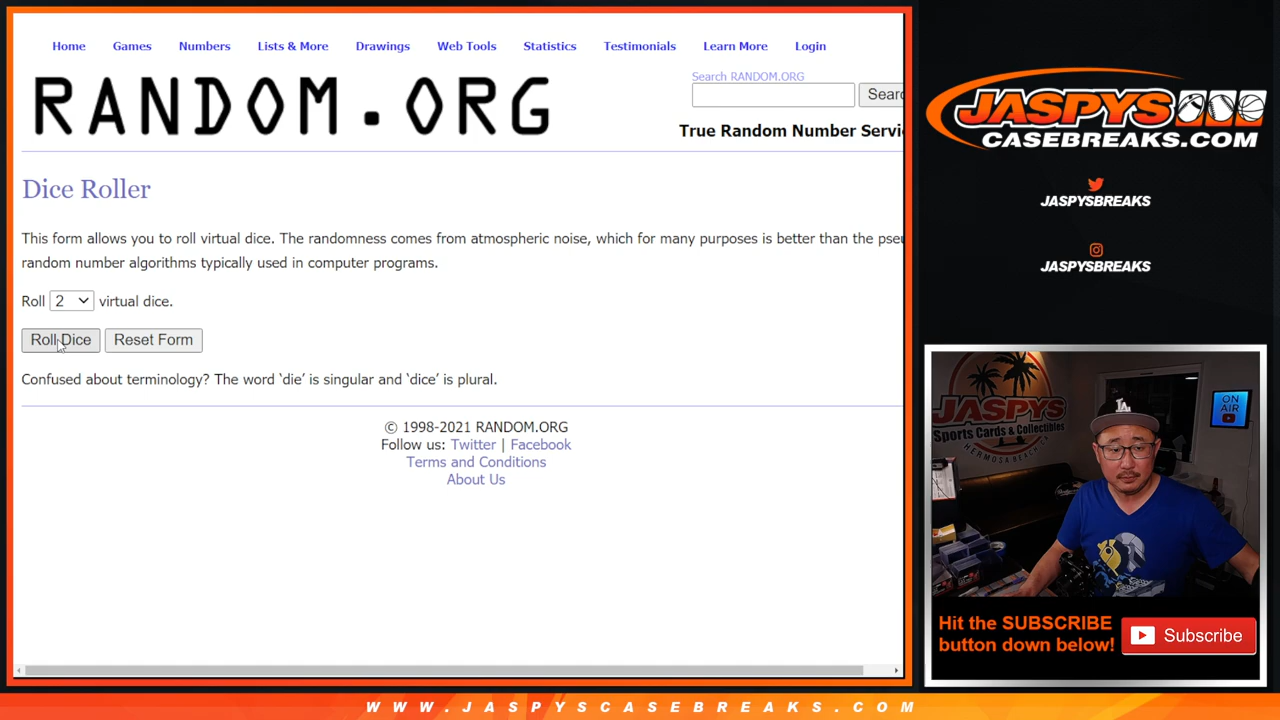 Home Games Numbers Lists & More Drawings Web Tools Statistics Testimonials Learn More Login
RANDOM.ORG
Search RANDOM.ORG
Searc
True Random Number Servi
Dice Roller
This form allows you to roll virtual dice. The randomness comes from atmospheric noise, which for many purposes is better than the pseu
random number algorithms typically used in computer programs.
Roll 2 virtual dice.
Roll Dice Reset Form
Confused about terminology? The word ‘die’ is singular and ‘dice’ is plural.
© 1998-2021 RANDOM.ORG
Follow us: Twitter | Facebook
Terms and Conditions
About Us
JASPYS
CASEBREAKS.COM
JASPYSBREAKS
JASPYSBREAKS
JASPYS
Sports Cards & Collectibles
HERMOSA BEACH CA
ON
AIR
LA
Hit the SUBSCRIBE
button down below!
Subscribe
WWW.JASPYSCASEBREAKS.COM